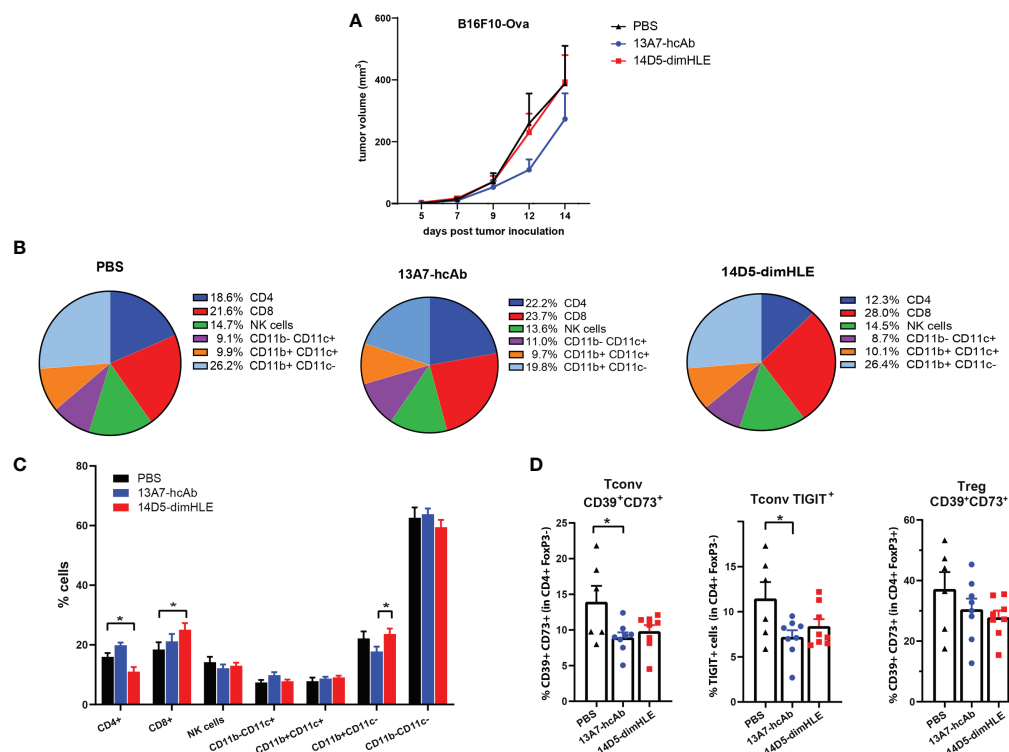 A
B16F10-Ova
600
400
200
0
tumor volume (mm3)
5 7 9 12 14
days post tumor inoculation
PBS
13A7-hcAb
14D5-dimHLE
B
PBS
18.6% CD4
21.6% CD8
14.7% NK cells
9.1% CD11b- CD11c+
9.9% CD11b+ CD11c+
26.2% CD11b+ CD11c-
13A7-hcAb
22.2% CD4
23.7% CD8
13.6% NK cells
11.0% CD11b- CD11c+
9.7% CD11b+ CD11c+
19.8% CD11b+ CD11c-
14D5-dimHLE
12.3% CD4
28.0% CD8
14.5% NK cells
8.7% CD11b- CD11c+
10.1% CD11b+ CD11c+
26.4% CD11b+ CD11c-
C
80
60
40
20
0
% cells
PBS
13A7-hcAb
14D5-dimHLE
*
*
*
CD4+
CD8+
NK cells
CD11b-CD11c+
CD11b+CD11c+
CD11b+CD11c-
CD11b-CD11c-
D
Tconv
CD39+CD73+
25
20
15
10
5
0
% CD39+ CD73+ (in CD4+ FoxP3-)
*
PBS
13A7-hcAb
14D5-dimHLE
Tconv TIGIT+
20
15
10
5
0
% TIGIT+ cells (in CD4+ FoxP3-)
*
PBS
13A7-hcAb
14D5-dimHLE
Treg
CD39+CD73+
60
40
20
0
% CD39+ CD73+ (in CD4+ FoxP3+)
PBS
13A7-hcAb
14D5-dimHLE